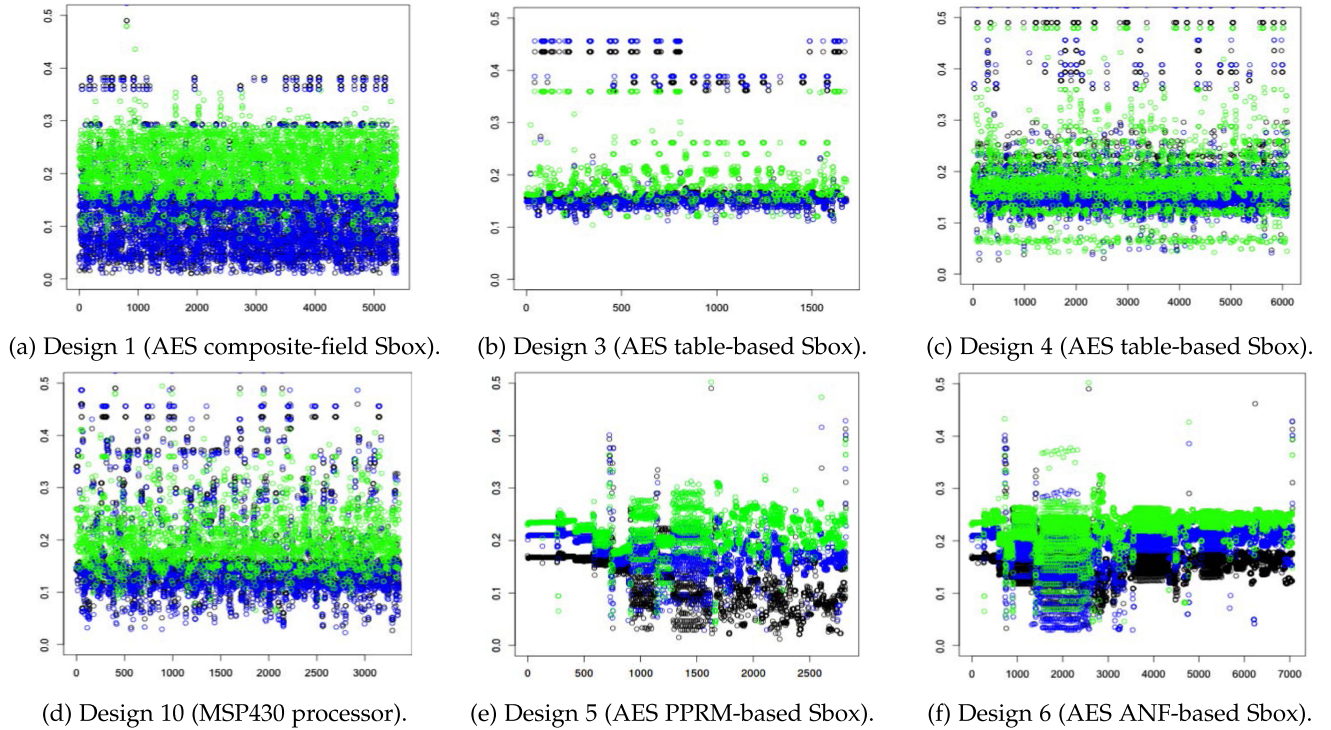 0.5 0.5 0.5
0.4 0.4 0.4
0.3 0.3 0.3
0.2 0.2 0.2
0.1 0.1 0.1
0.0 0.0 0.0
0 1000 2000 3000 4000 5000 0 500 1000 1500 0 1000 2000 3000 4000 5000 6000
(a) Design 1 (AES composite-field Sbox). (b) Design 3 (AES table-based Sbox). (c) Design 4 (AES table-based Sbox).
0.5 0.5 0.5
0.4 0.4 0.4
0.3 0.3 0.3
0.2 0.2 0.2
0.1 0.1 0.1
0.0 0.0 0.0
0 500 1000 1500 2000 2500 3000 0 500 1000 1500 2000 2500 0 1000 2000 3000 4000 5000 6000 7000
(d) Design 10 (MSP430 processor). (e) Design 5 (AES PPRM-based Sbox). (f) Design 6 (AES ANF-based Sbox).